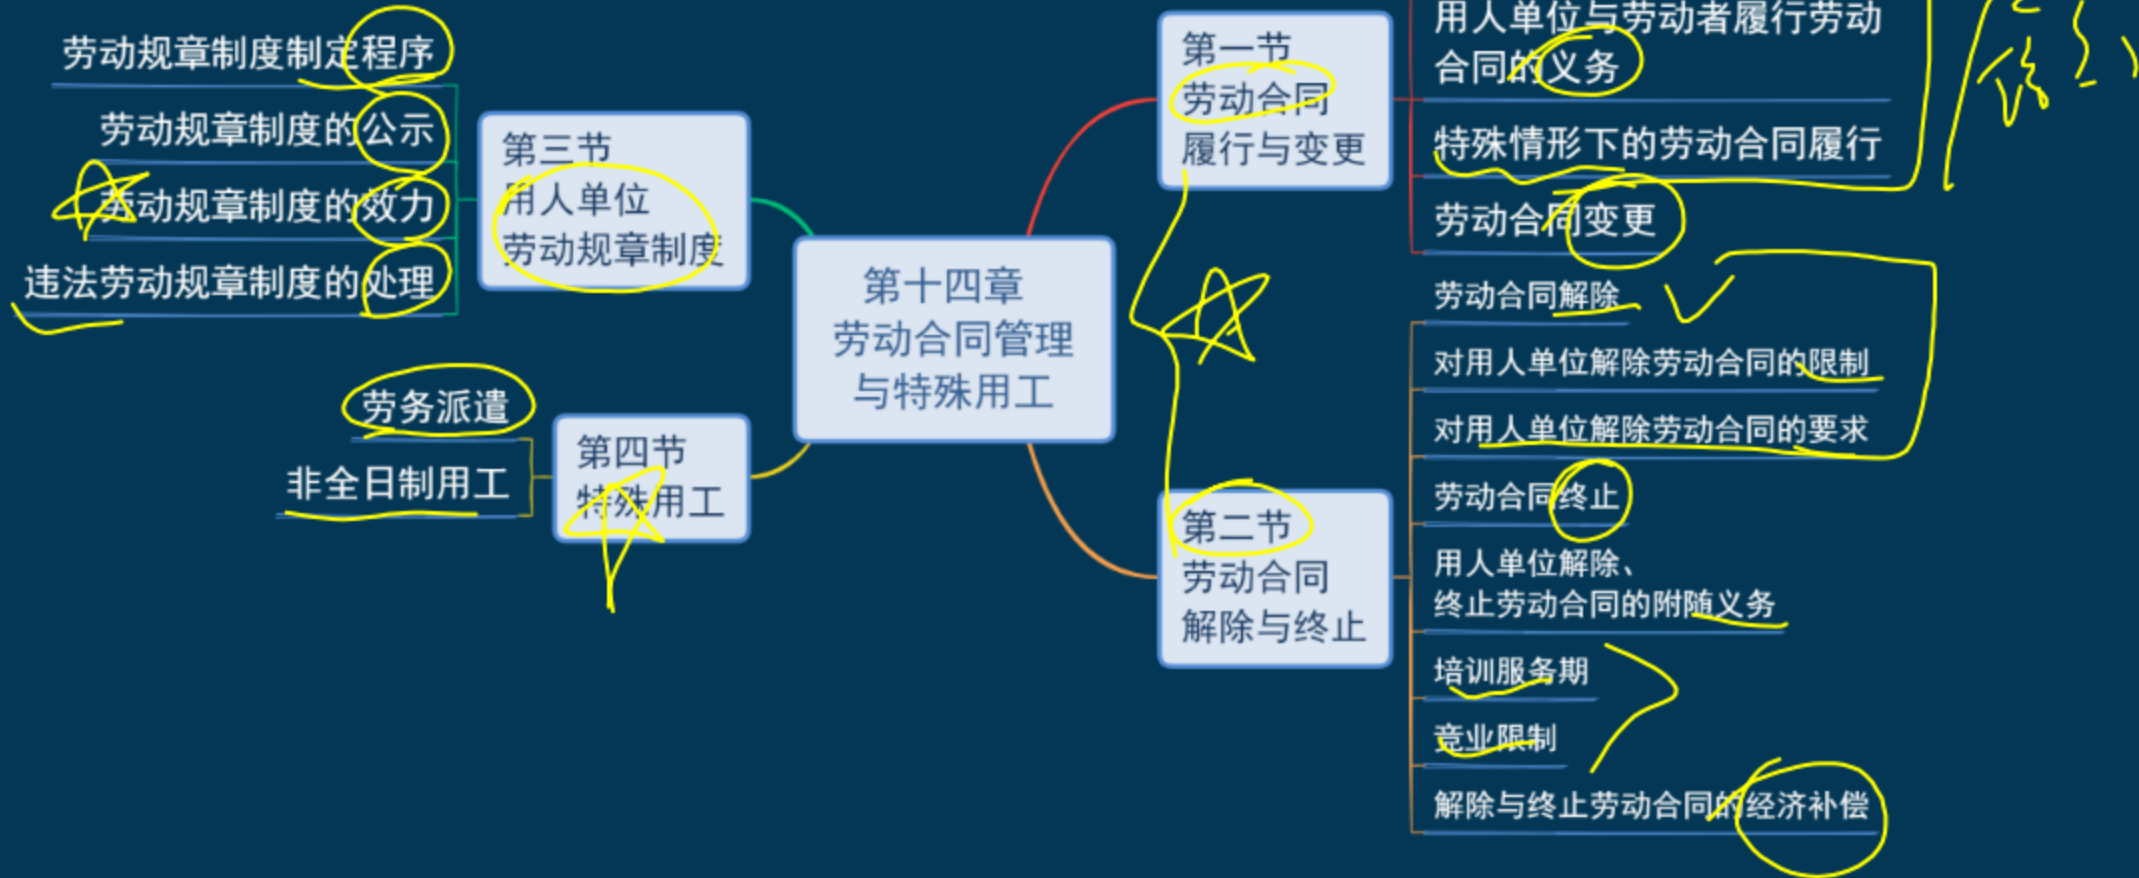 第十四章
劳动合同管理
与特殊用工
第一节
劳动合同
履行与变更
用人单位与劳动者履行劳动
合同的义务
特殊情形下的劳动合同履行
劳动合同变更
第二节
劳动合同
解除与终止
劳动合同解除
对用人单位解除劳动合同的限制
对用人单位解除劳动合同的要求
劳动合同终止
用人单位解除、
终止劳动合同的附随义务
培训服务期
竞业限制
解除与终止劳动合同的经济补偿
第三节
用人单位
劳动规章制度
劳动规章制度制定程序
劳动规章制度的公示
劳动规章制度的效力
违法劳动规章制度的处理
第四节
特殊用工
劳务派遣
非全日制用工